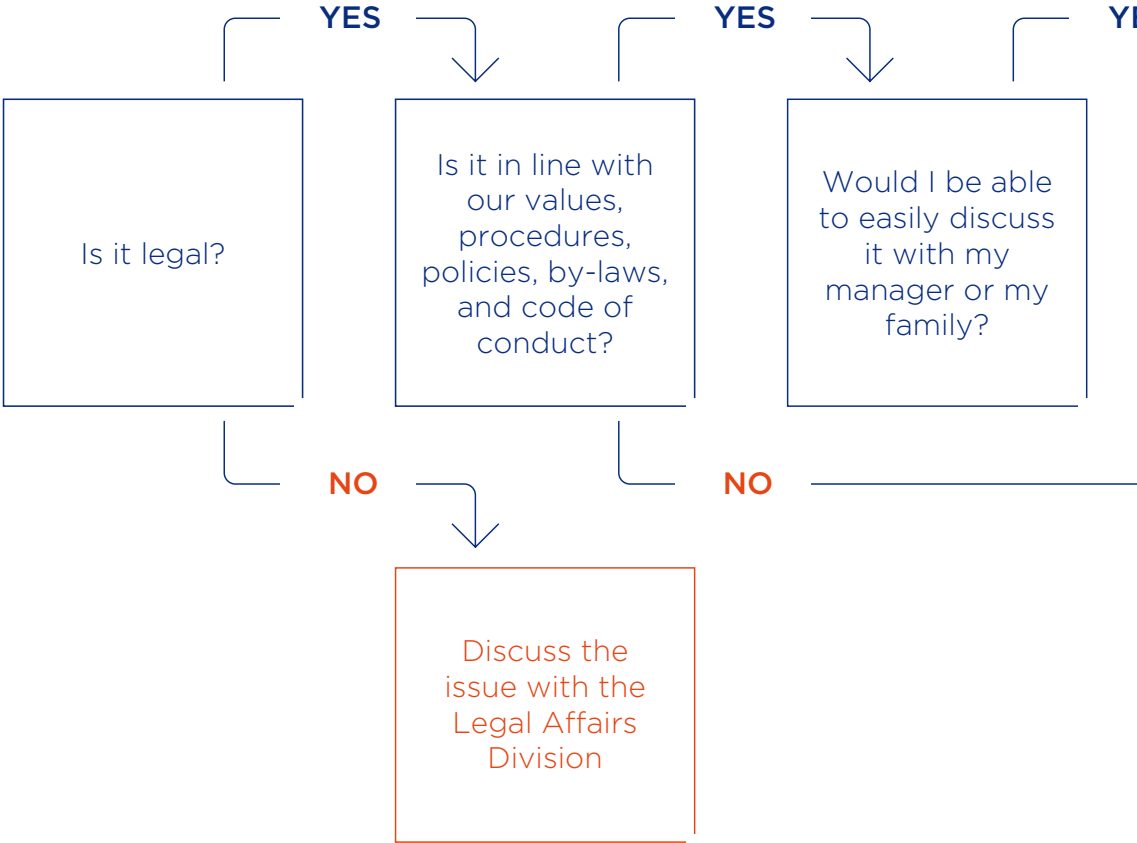 YES
YES
YE
Is it legal?
Is it in line with
our values,
procedures,
policies, by-laws,
and code of
conduct?
Would I be able
to easily discuss
it with my
manager or my
family?
NO
NO
Discuss the
issue with the
Legal Affairs
Division